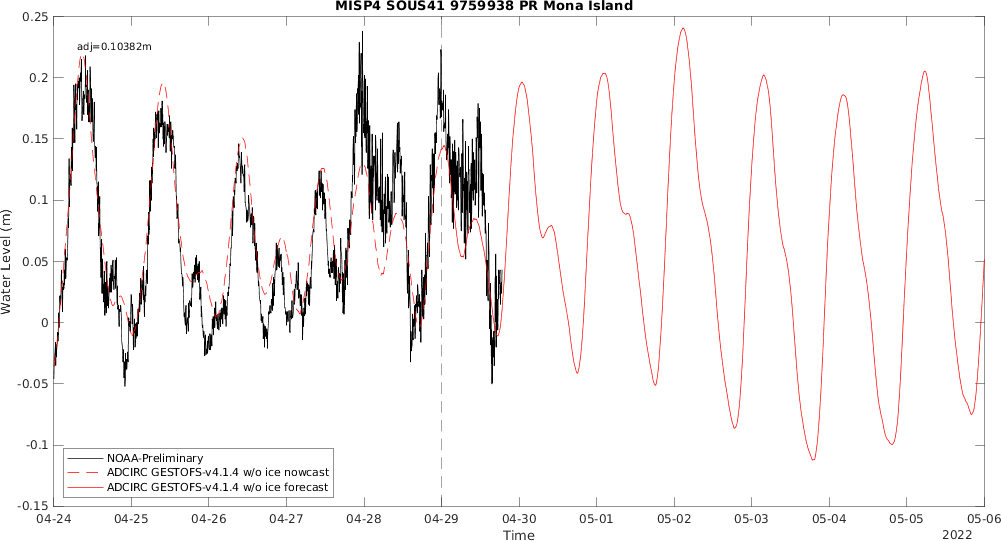 MISP4 SOUS41 9759938 PR Mona Island
adj=0.10382m
0.25
0.2
0.15
0.1
0.05
0
-0.05
-0.1
-0.15
Water Level (m)
NOAA-Preliminary
ADCIRC GESTOFS-v4.1.4 w/o ice nowcast
ADCIRC GESTOFS-v4.1.4 w/o ice forecast
04-24 04-25 04-26 04-27 04-28 04-29 04-30 05-01 05-02 05-03 05-04 05-05 05-06
Time
2022